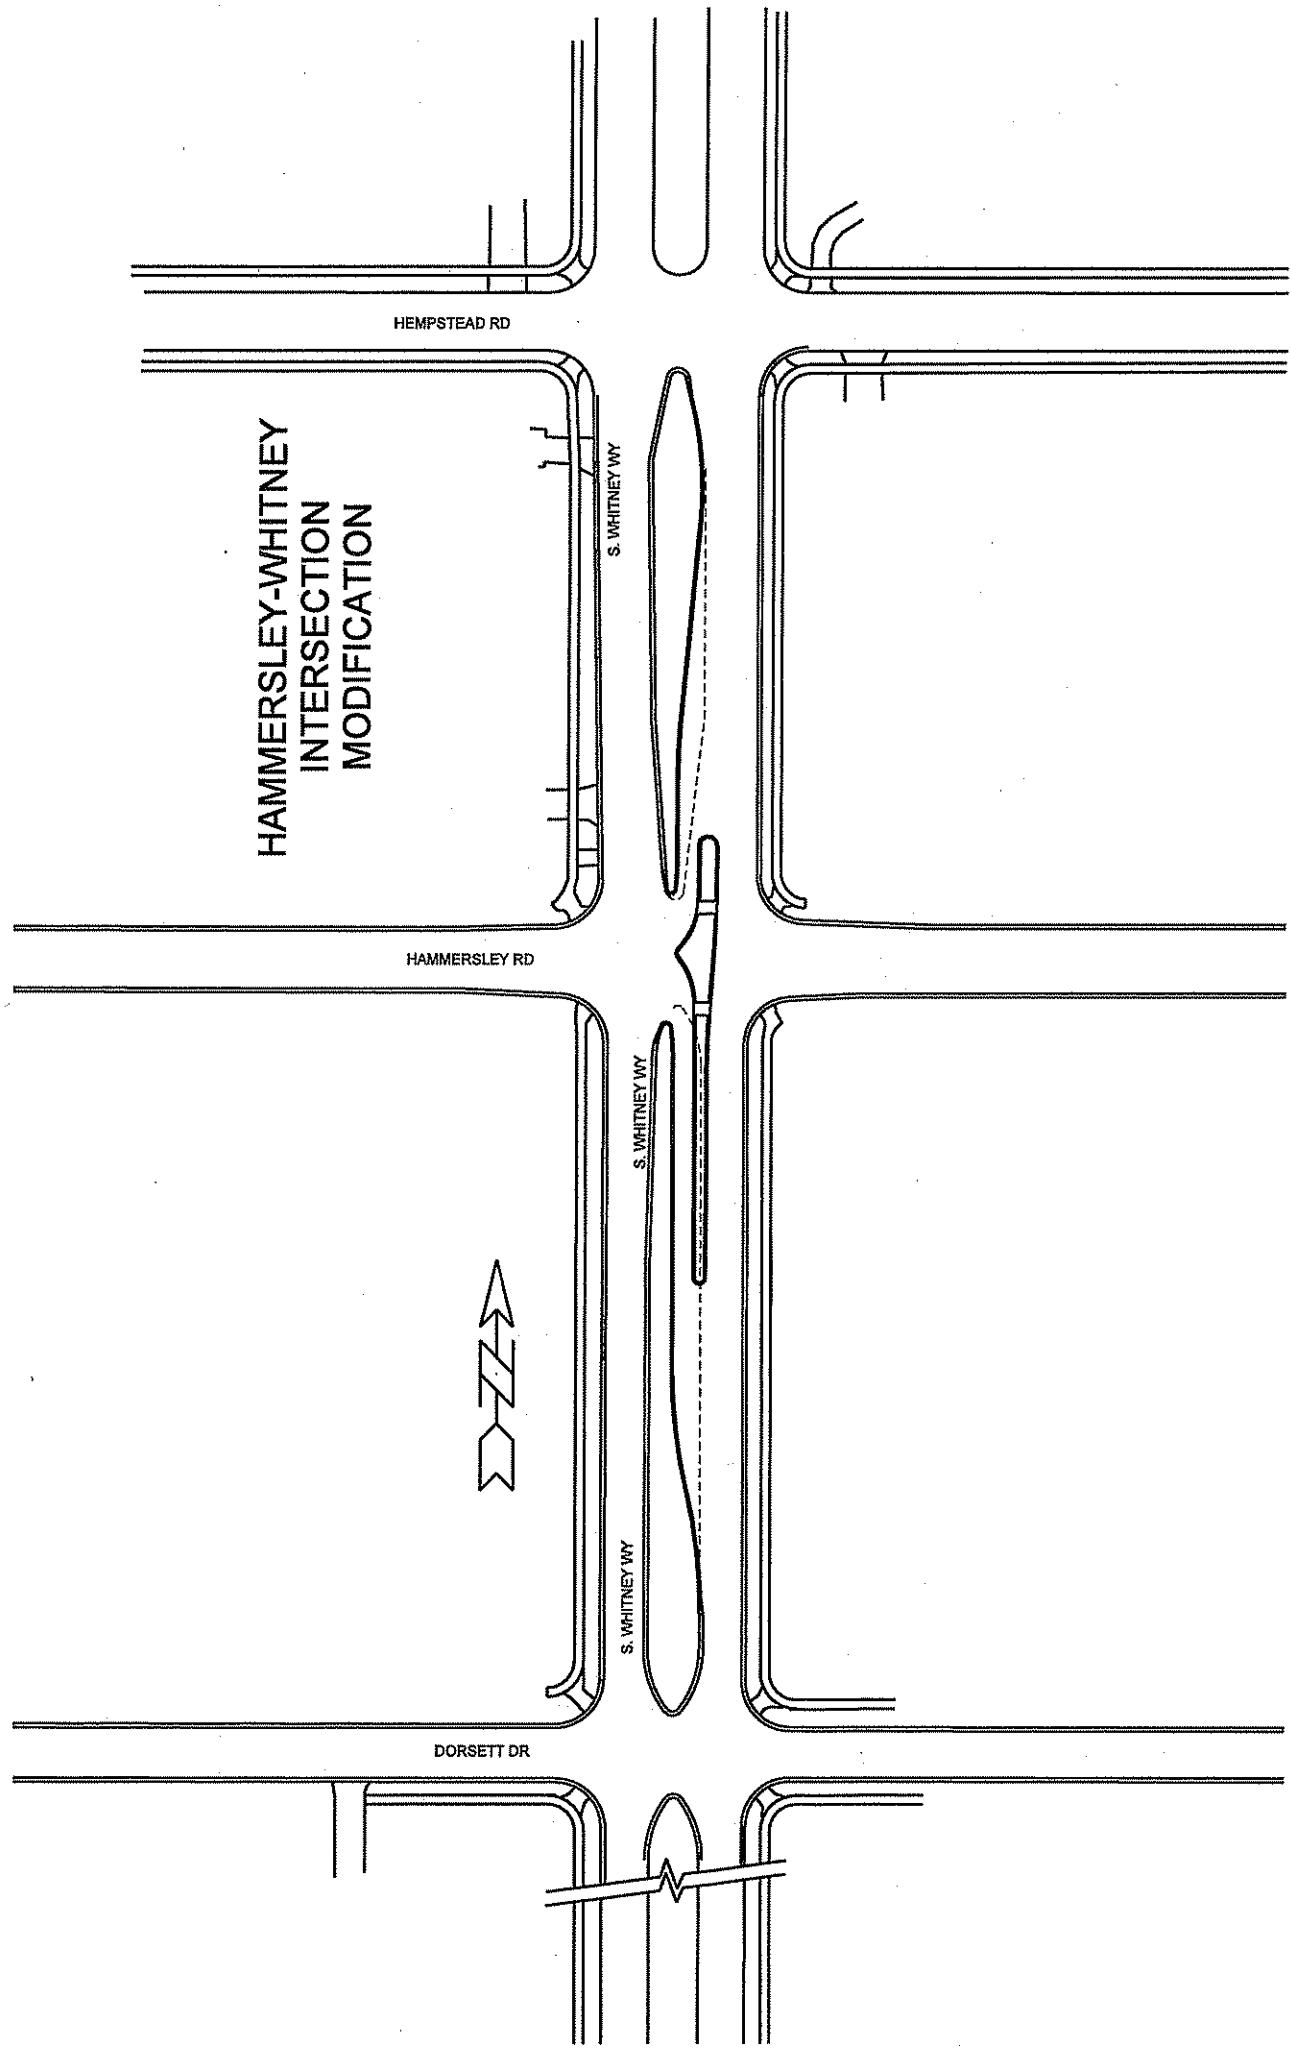 HEMPSTEAD RD
HAMMERSLEY-WHITNEY
INTERSECTION
MODIFICATION
S. WHITNEY WY
HAMMERSLEY RD
S. WHITNEY WY
N
S. WHITNEY WY
DORSETT DR